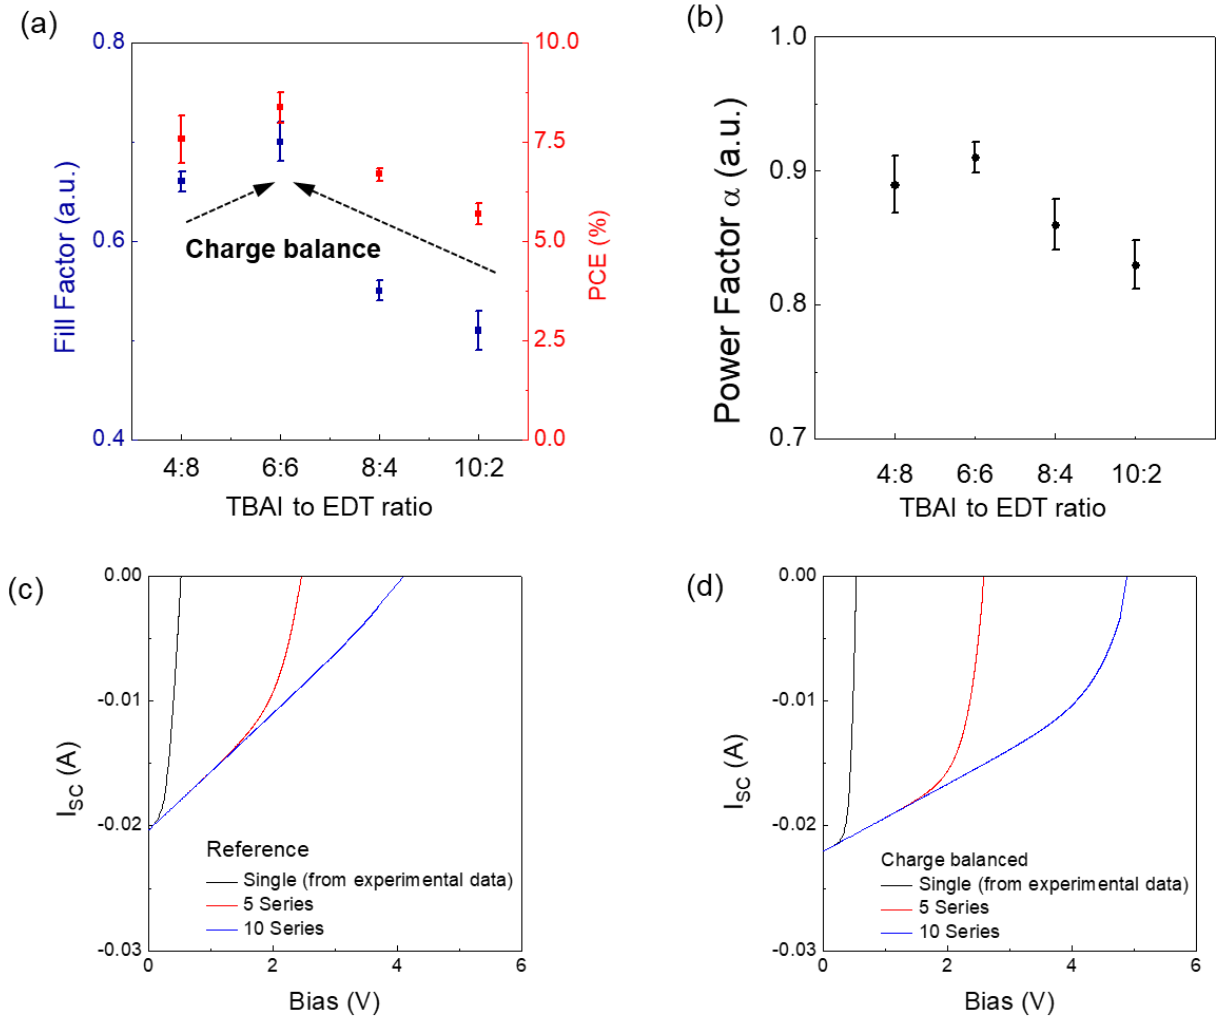 (a)
0.8
0.6
0.4
Fill Factor (a.u.)
10.0
7.5
5.0
2.5
0.0
PCE (%)
Charge balance
4:8 6:6 8:4 10:2
TBAI to EDT ratio
(b)
1.0
0.9
0.8
0.7
Power Factor α (a.u.)
4:8 6:6 8:4 10:2
TBAI to EDT ratio
(c)
0.00
-0.01
-0.02
-0.03
ISC (A)
Reference
Single (from experimental data)
5 Series
10 Series
0 2 4 6
Bias (V)
(d)
0.00
-0.01
-0.02
-0.03
ISC (A)
Charge balanced
Single (from experimental data)
5 Series
10 Series
0 2 4 6
Bias (V)